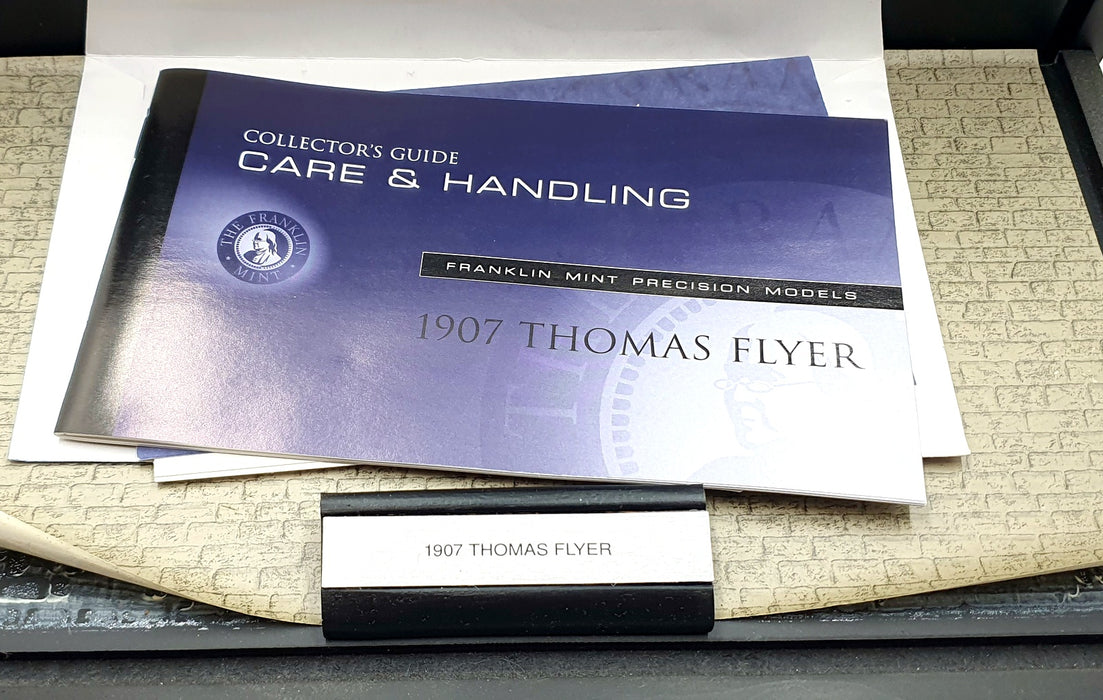 COLLECTOR'S GUIDE
CARE & HANDLING
THE FRANKLIN
MINT
FRANKLIN MINT PRECISION MODELS
1907 THOMAS FLYER
1907 THOMAS FLYER